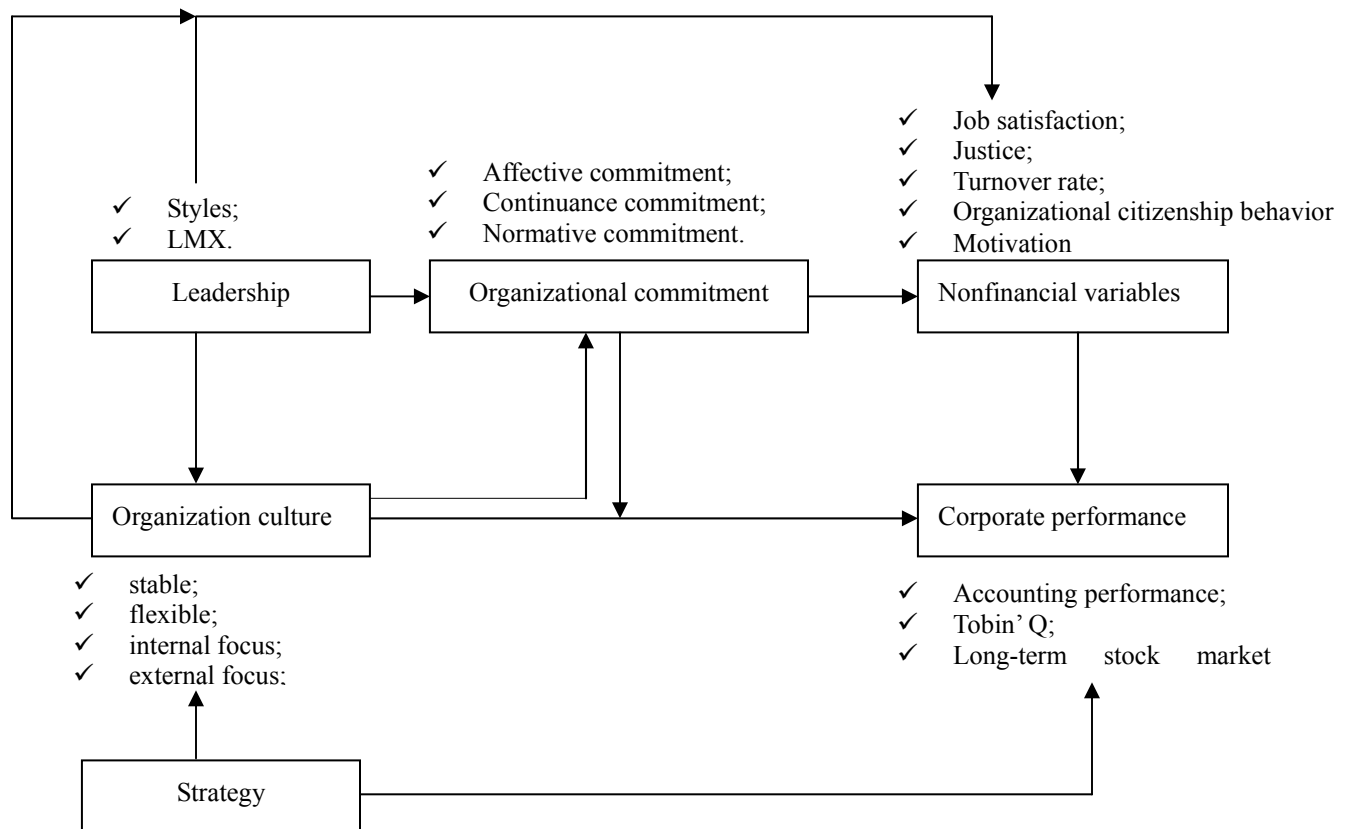 Job satisfaction;
Justice;
Turnover rate;
Organizational citizenship behavior
Motivation
Affective commitment;
Continuance commitment;
Normative commitment.
Styles;
LMX.
Leadership
Organizational commitment
Nonfinancial variables
Organization culture
Corporate performance
stable;
flexible;
internal focus;
external focus;
Accounting performance;
Tobin’ Q;
Long-term stock market
Strategy